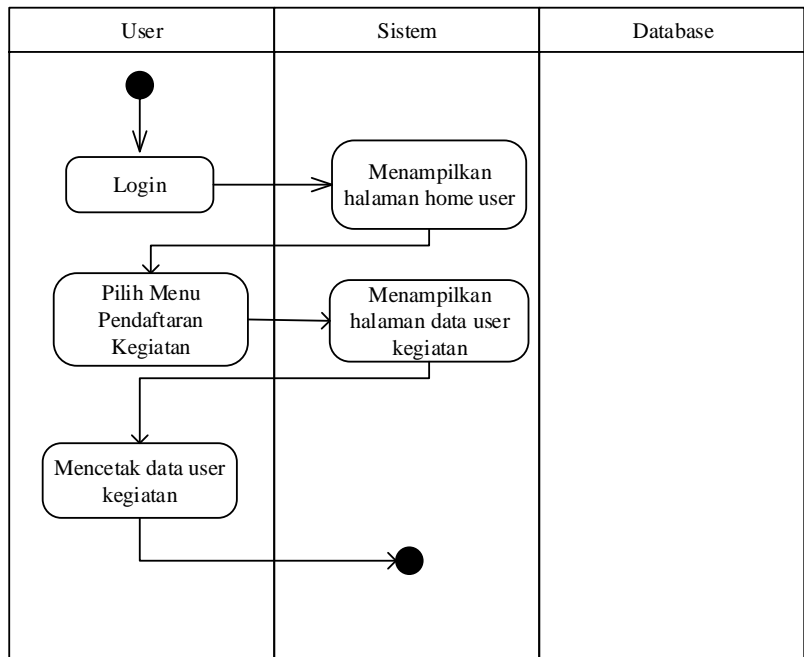 User
Sistem
Database
Login
Menampilkan
halaman home user
Pilih Menu
Pendaftaran
Kegiatan
Menampilkan
halaman data user
kegiatan
Mencetak data user
kegiatan